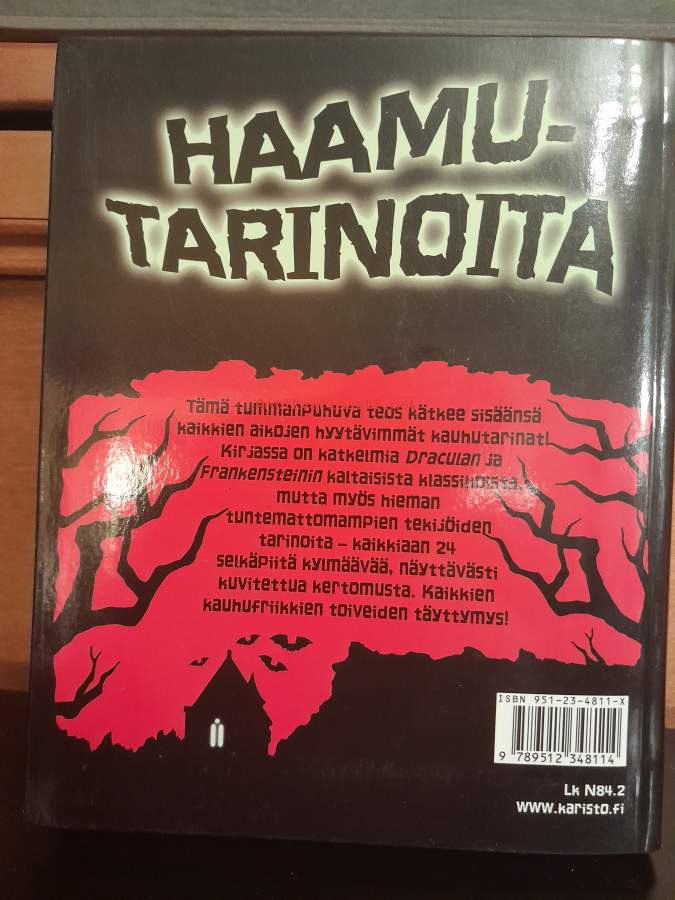 HAAMU-
TARINOITA
Tämä tummanpuhuva teos kätkee sisäänsä
kaikkien aikojen hyytävimmät kauhutarinat!
Kirjassa on katkelmia Draculan ja
Frankensteinin kaltaisista klassikoista,
mutta myös hieman
tuntemattomampien tekijöiden
tarinoita – kaikkiaan 24
selkäpiitä kylmäävää, näyttävästi
kuvitettua kertomusta. Kaikkien
kauhufriikkien toiveiden täyttymys!
ISBN 951-23-4811-X
9 789512 348114
Lk N84.2
www.karisto.fi